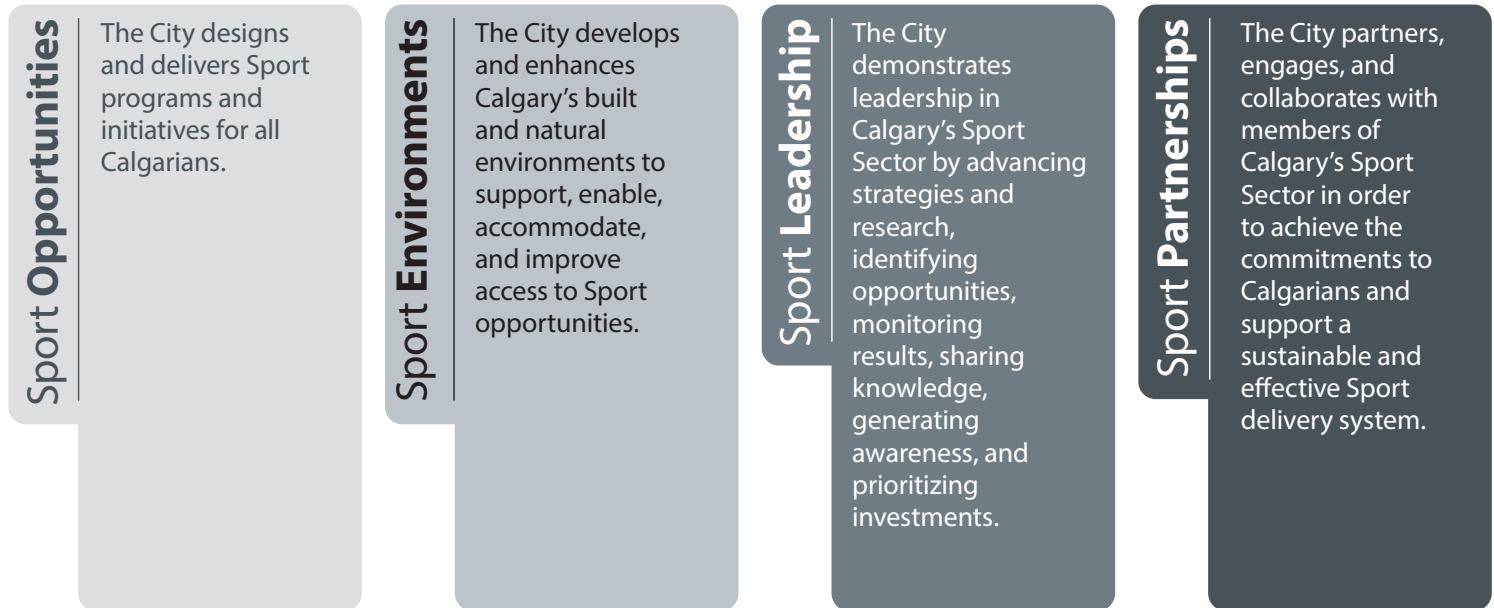 Sport Opportunities
The City designs
and delivers Sport
programs and
initiatives for all
Calgarians.
Sport Environments
The City develops
and enhances
Calgary's built
and natural
environments to
support, enable,
accommodate,
and improve
access to Sport
opportunities.
Sport Leadership
The City
demonstrates
leadership in
Calgary's Sport
Sector by advancing
strategies and
research,
identifying
opportunities,
monitoring
results, sharing
knowledge,
generating
awareness, and
prioritizing
investments.
Sport Partnerships
The City partners,
engages, and
collaborates with
members of
Calgary's Sport
Sector in order
to achieve the
commitments to
Calgarians and
support a
sustainable and
effective Sport
delivery system.